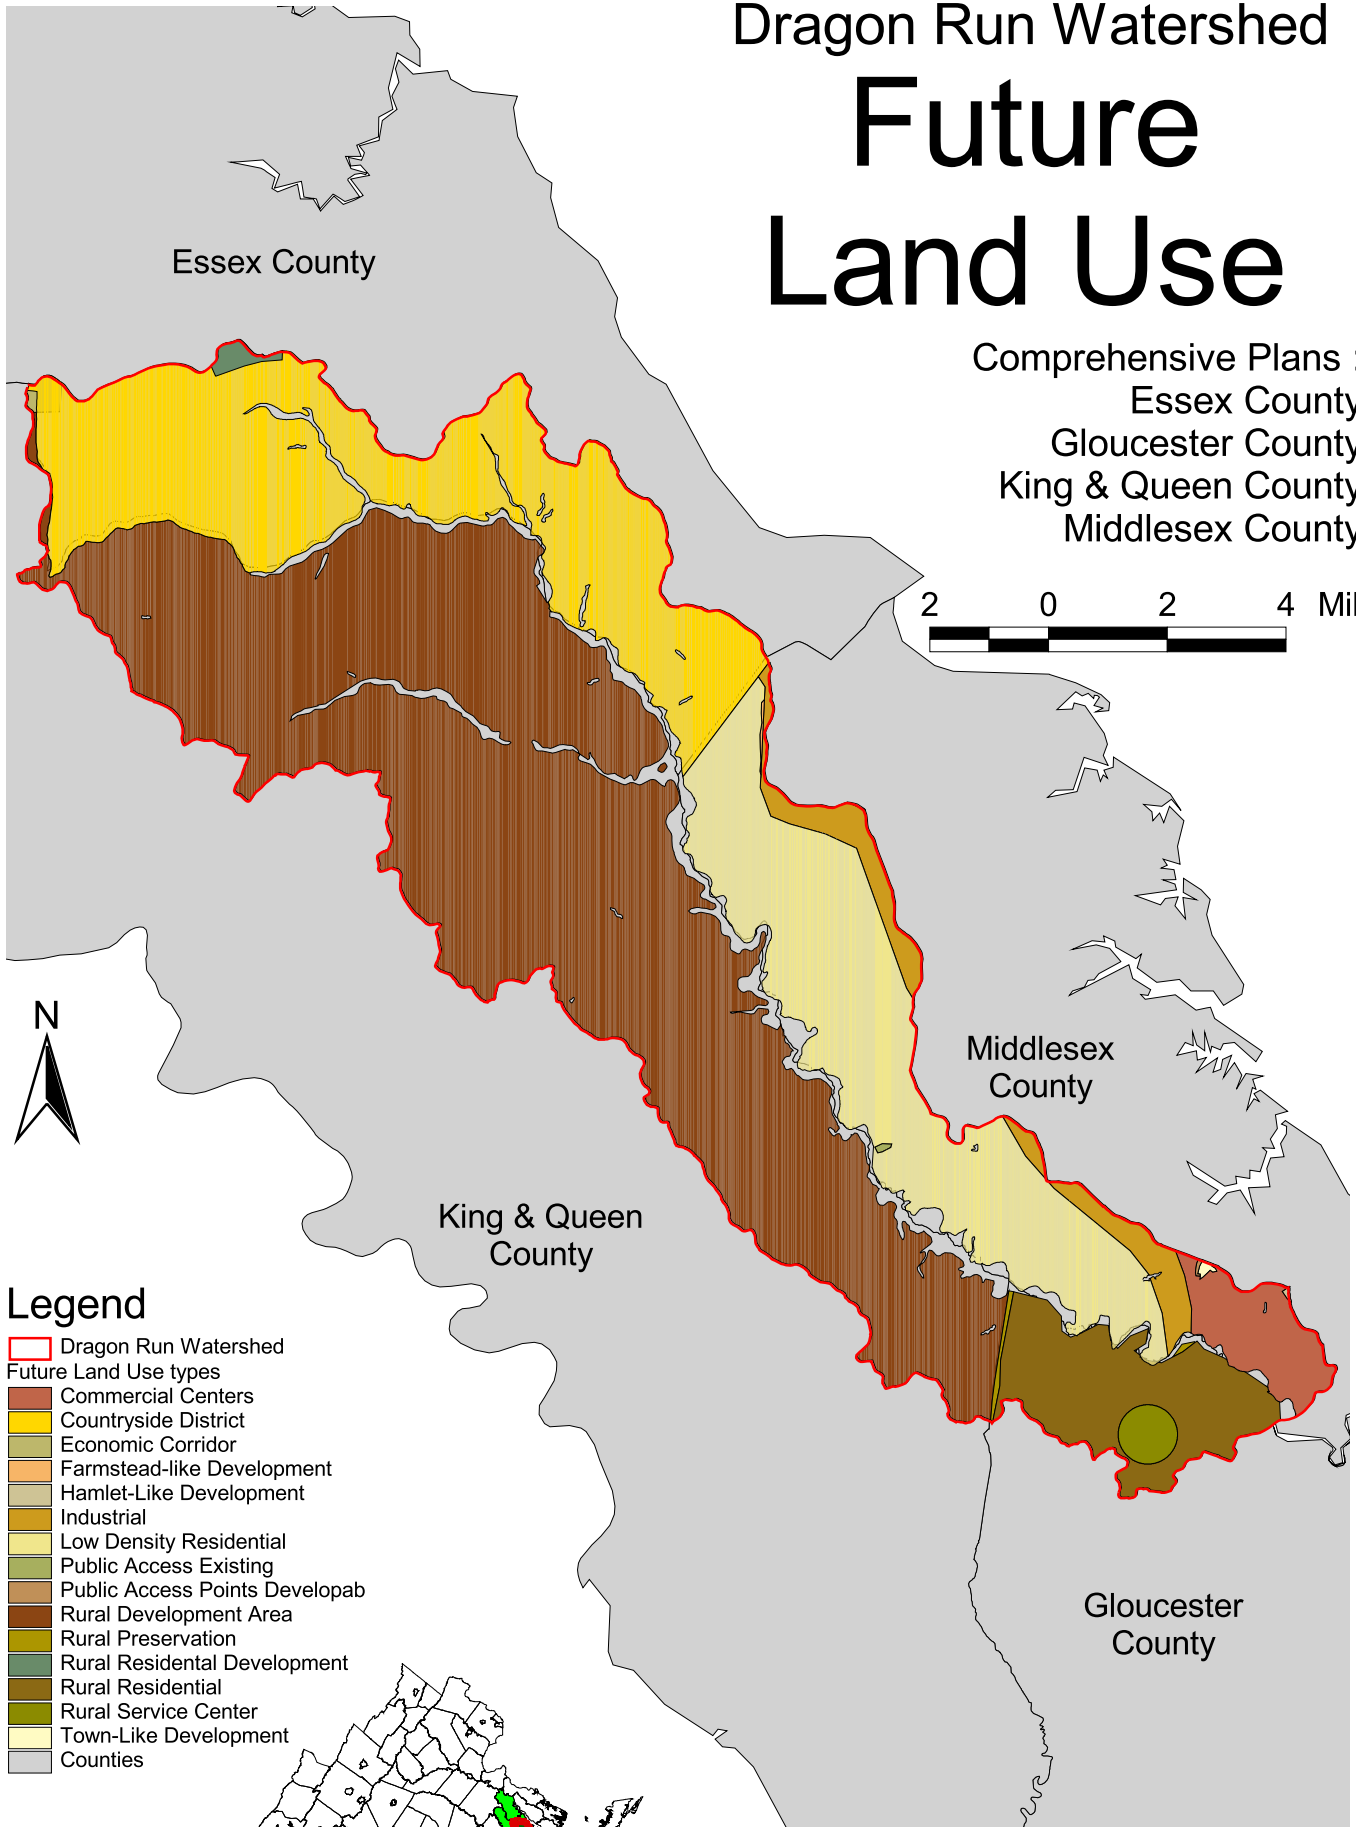 Dragon Run Watershed
Future
Land Use
Comprehensive Plans :
Essex County
Gloucester County
King & Queen County
Middlesex County
2 0 2 4 Mil
Essex County
Middlesex
County
King & Queen
County
Gloucester
County
N
Legend
Dragon Run Watershed
Future Land Use types
Commercial Centers
Countryside District
Economic Corridor
Farmstead-like Development
Hamlet-Like Development
Industrial
Low Density Residential
Public Access Existing
Public Access Points Developab
Rural Development Area
Rural Preservation
Rural Residental Development
Rural Residential
Rural Service Center
Town-Like Development
Counties